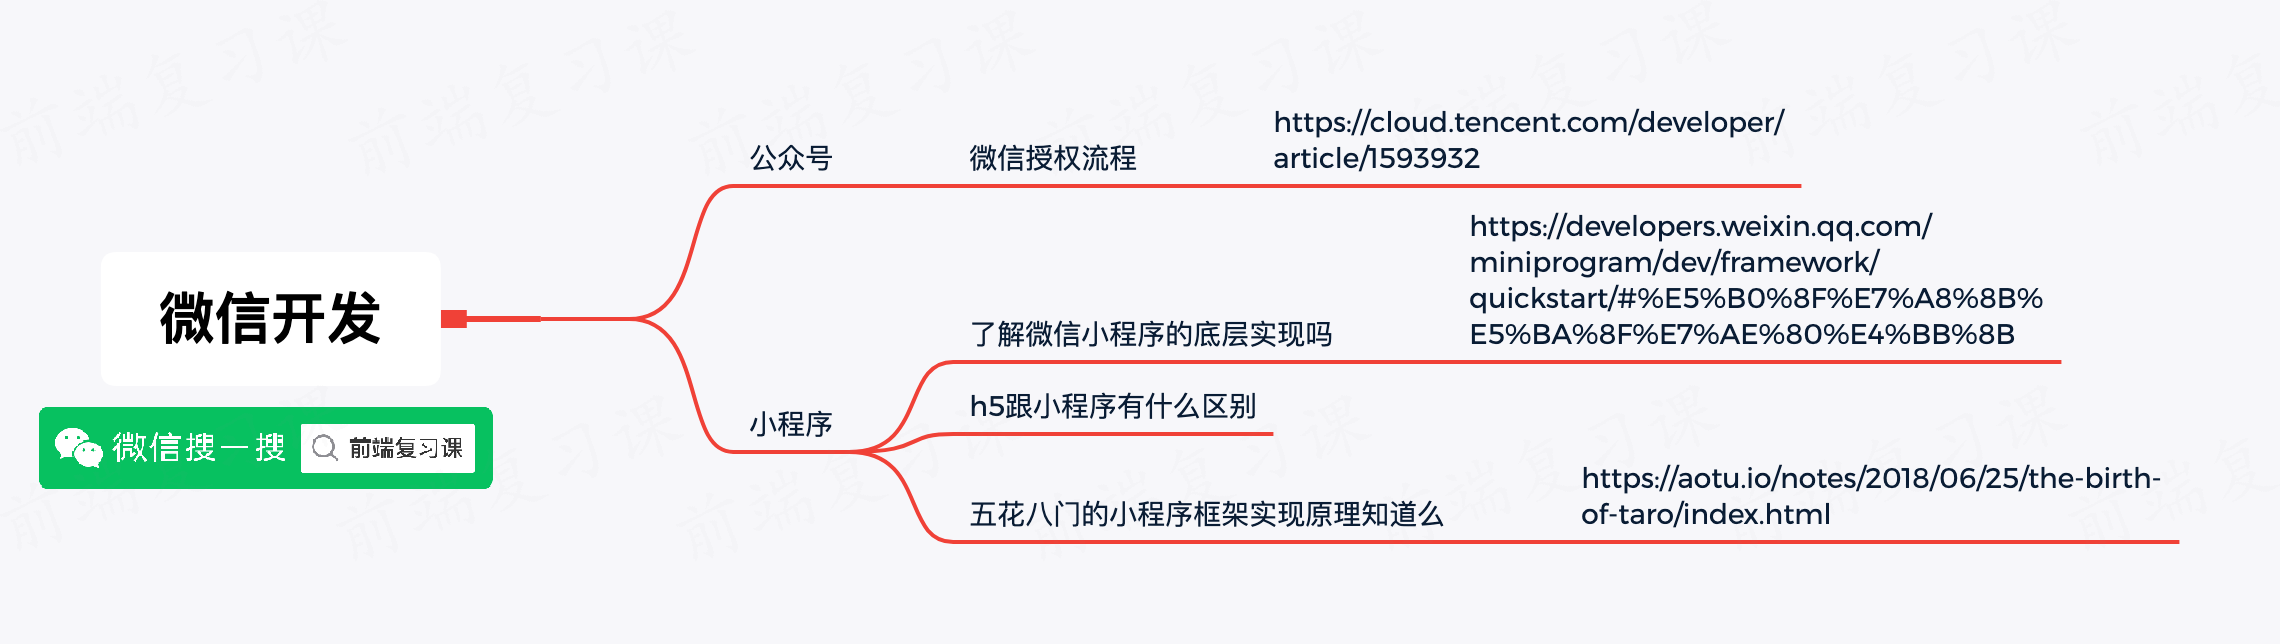 微信开发
微信搜一搜
前端复习课
公众号
微信授权流程
https://cloud.tencent.com/developer/
article/1593932
小程序
了解微信小程序的底层实现吗
https://developers.weixin.qq.com/
miniprogram/dev/framework/
quickstart/#%E5%B0%8F%E7%A8%8B%
E5%BA%8F%E7%AE%80%E4%BB%8B
h5跟小程序有什么区别
五花八门的小程序框架实现原理知道么
https://aotu.io/notes/2018/06/25/the-birth-
of-taro/index.html